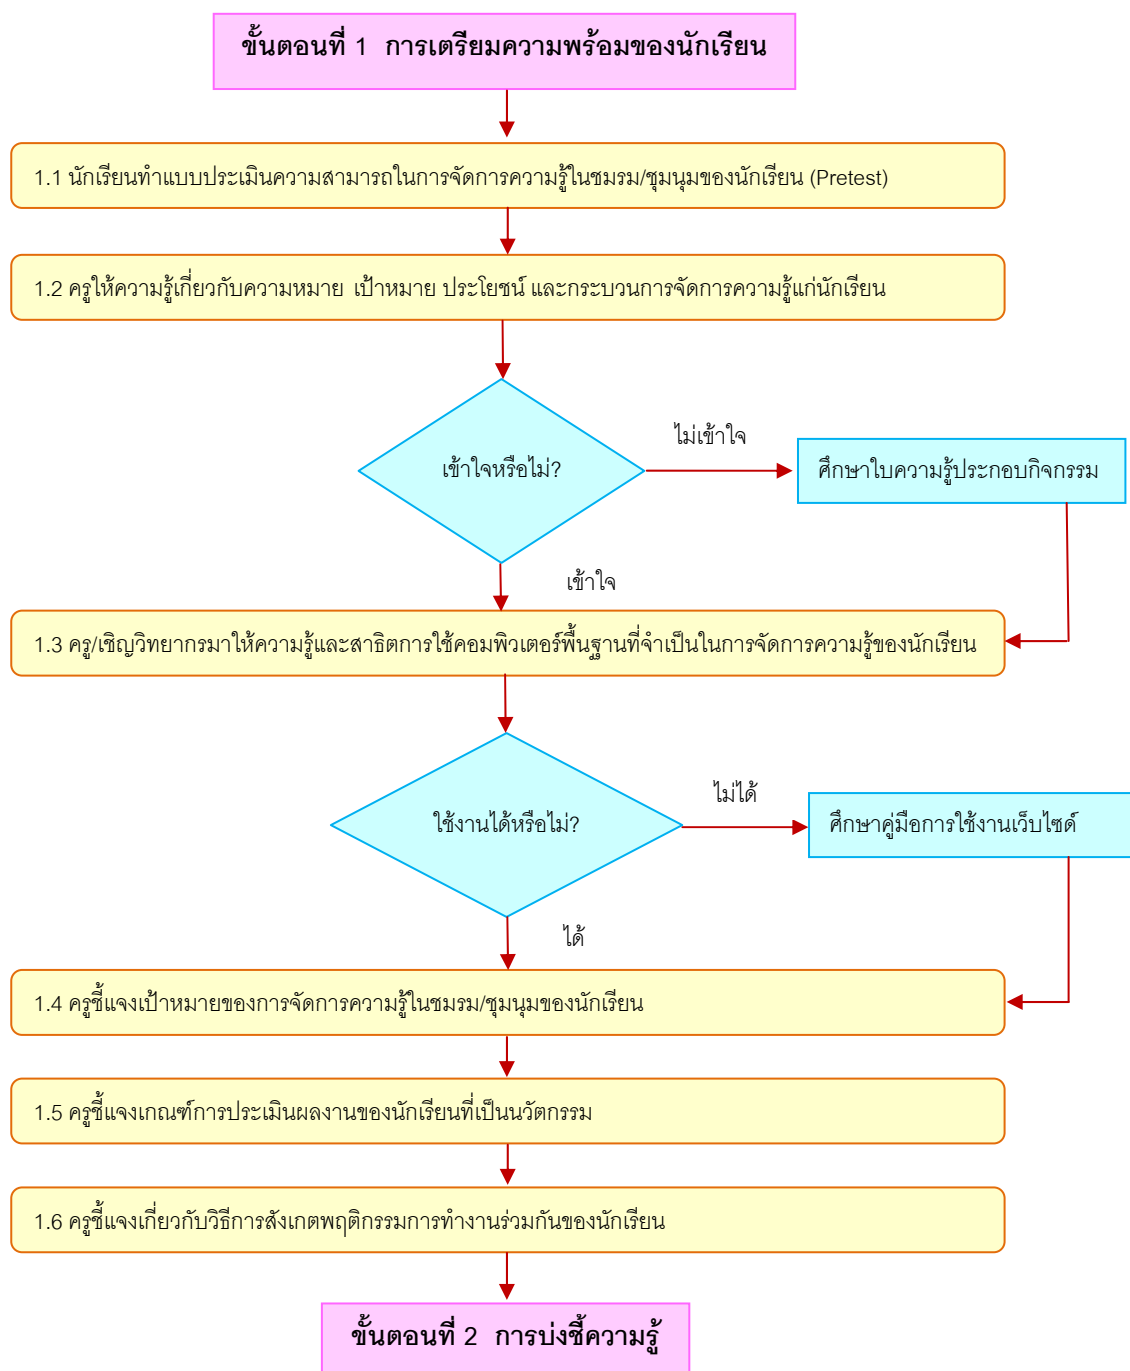 ขั้นตอนที่ 1 การเตรียมความพร้อมของนักเรียน
1.1 นักเรียนทำแบบประเมินความสามารถในการจัดการความรู้ในชมรม/ชุมนุมของนักเรียน (Pretest)
1.2 ครูให้ความรู้เกี่ยวกับความหมาย เป้าหมาย ประโยชน์ และกระบวนการจัดการความรู้แก่นักเรียน
ไม่เข้าใจ
เข้าใจหรือไม่?
ศึกษาใบความรู้ประกอบกิจกรรม
เข้าใจ
1.3 ครู/เชิญวิทยากรมาให้ความรู้และสาธิตการใช้คอมพิวเตอร์พื้นฐานที่จำเป็นในการจัดการความรู้ของนักเรียน
ไม่ได้
ใช้งานได้หรือไม่?
ศึกษาคู่มือการใช้งานเว็บไซด์
ได้
1.4 ครูชี้แจงเป้าหมายของการจัดการความรู้ในชมรม/ชุมนุมของนักเรียน
1.5 ครูชี้แจงเกณฑ์การประเมินผลงานของนักเรียนที่เป็นนวัตกรรม
1.6 ครูชี้แจงเกี่ยวกับวิธีการสังเกตพฤติกรรมการทำงานร่วมกันของนักเรียน
ขั้นตอนที่ 2 การบ่งชี้ความรู้